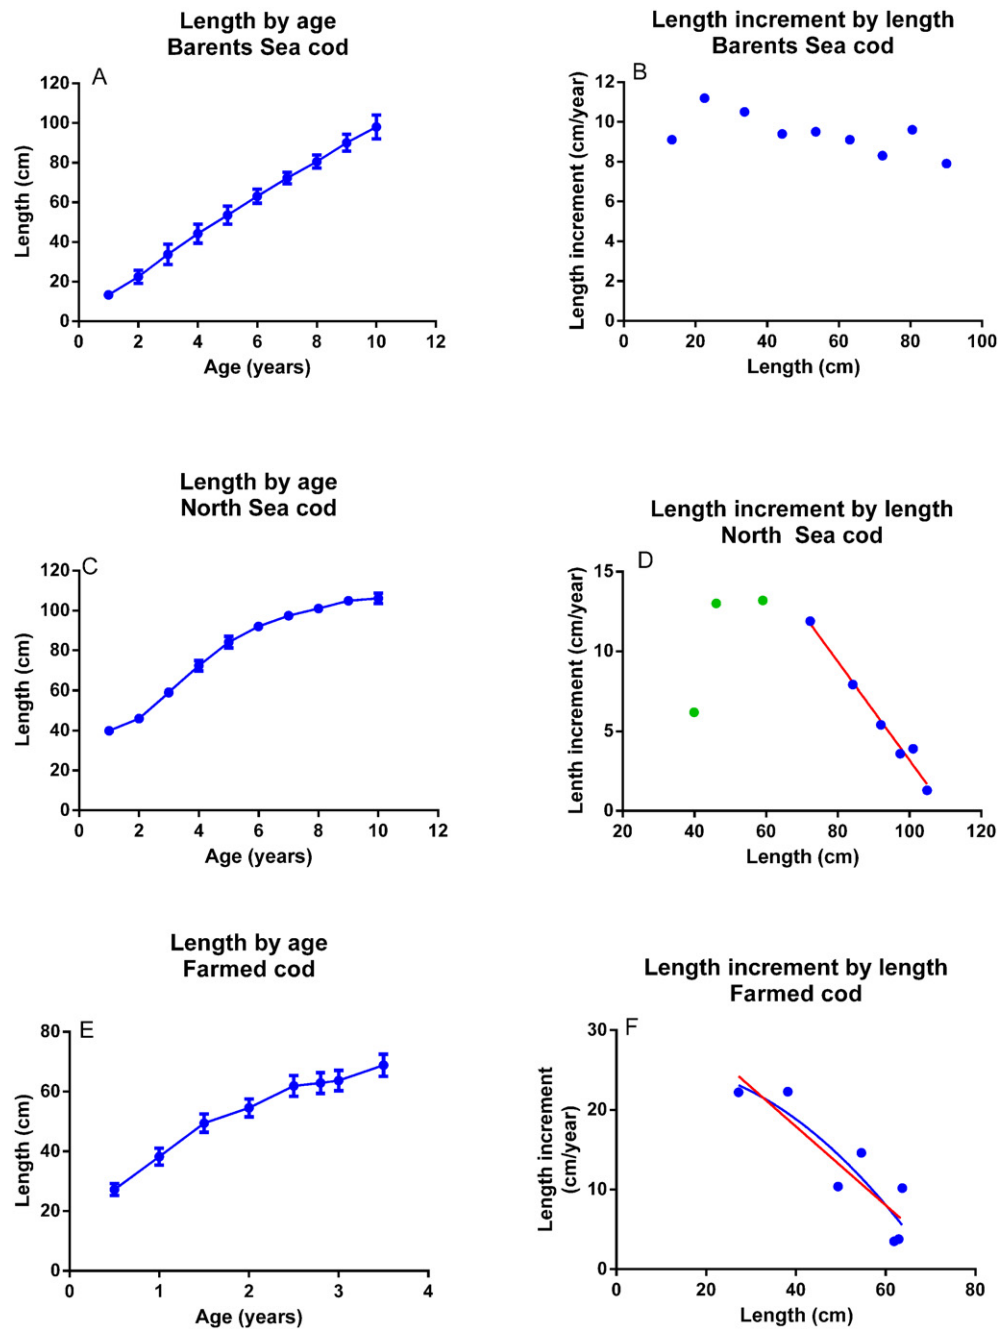 Length by age
Barents Sea cod
A
120
100
80
60
40
20
0
Length (cm)
0 2 4 6 8 10 12
Age (years)
Length increment by length
Barents Sea cod
B
12
10
8
6
4
2
0
Length increment (cm/year)
0 20 40 60 80 100
Length (cm)
Length by age
North Sea cod
C
120
100
80
60
40
20
0
Length (cm)
0 2 4 6 8 10 12
Age (years)
Length increment by length
North Sea cod
D
15
10
5
0
Lenth increment (cm/year)
20 40 60 80 100 120
Length (cm)
Length by age
Farmed cod
E
80
60
40
20
0
Length (cm)
0 1 2 3 4
Age (years)
Length increment by length
Farmed cod
F
30
20
10
0
Length increment
(cm/year)
0 20 40 60 80
Length (cm)